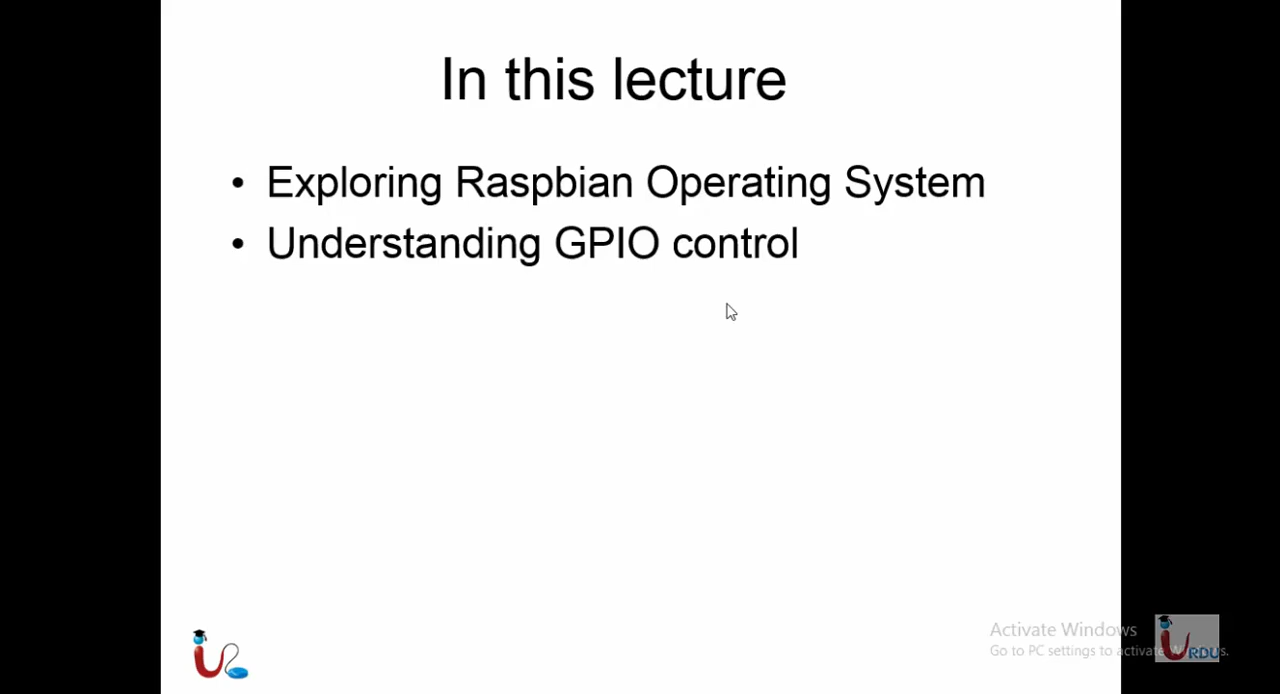 In this lecture
• Exploring Raspbian Operating System
• Understanding GPIO control
Activate Windows
Go to PC settings to activate Windows.
URDU